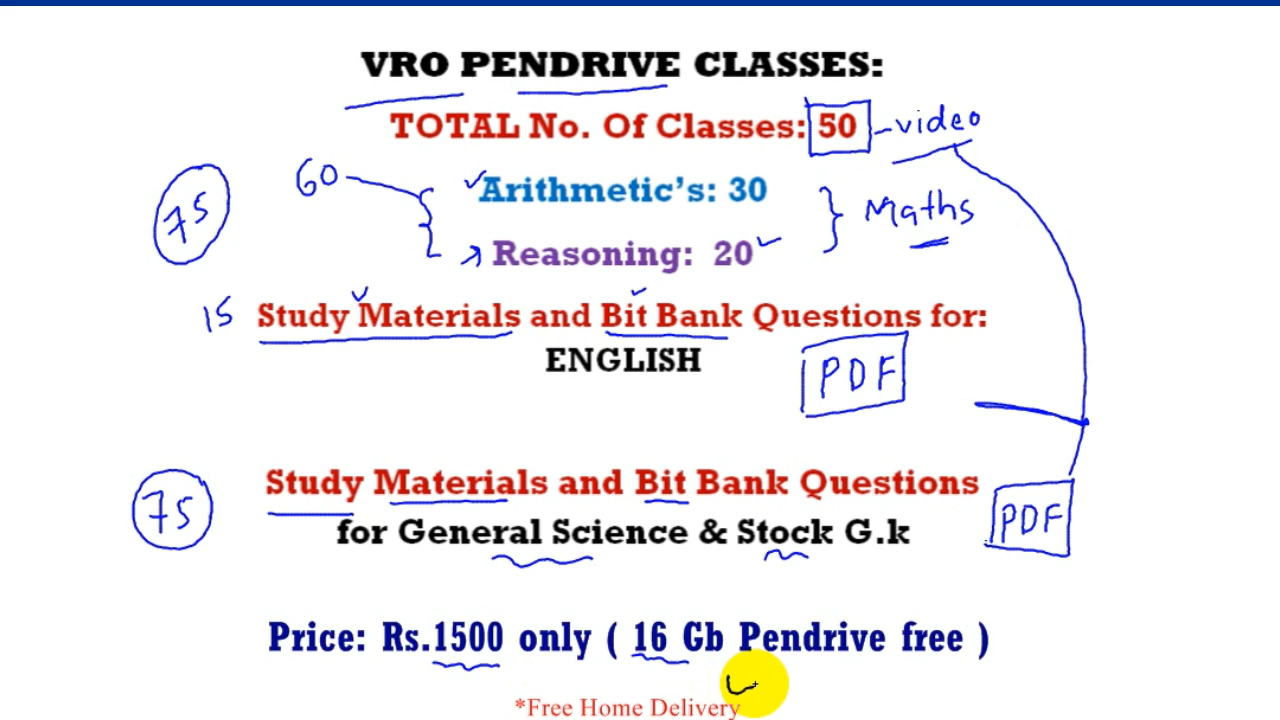 VRO PENDRIVE CLASSES:
TOTAL No. Of Classes: 50 - video
60 Arithmetic's: 30
75 Maths
Reasoning: 20
15 Study Materials and Bit Bank Questions for:
ENGLISH PDF
Study Materials and Bit Bank Questions
75 PDF
for General Science & Stock G.k
Price: Rs.1500 only ( 16 Gb Pendrive free )
*Free Home Delivery